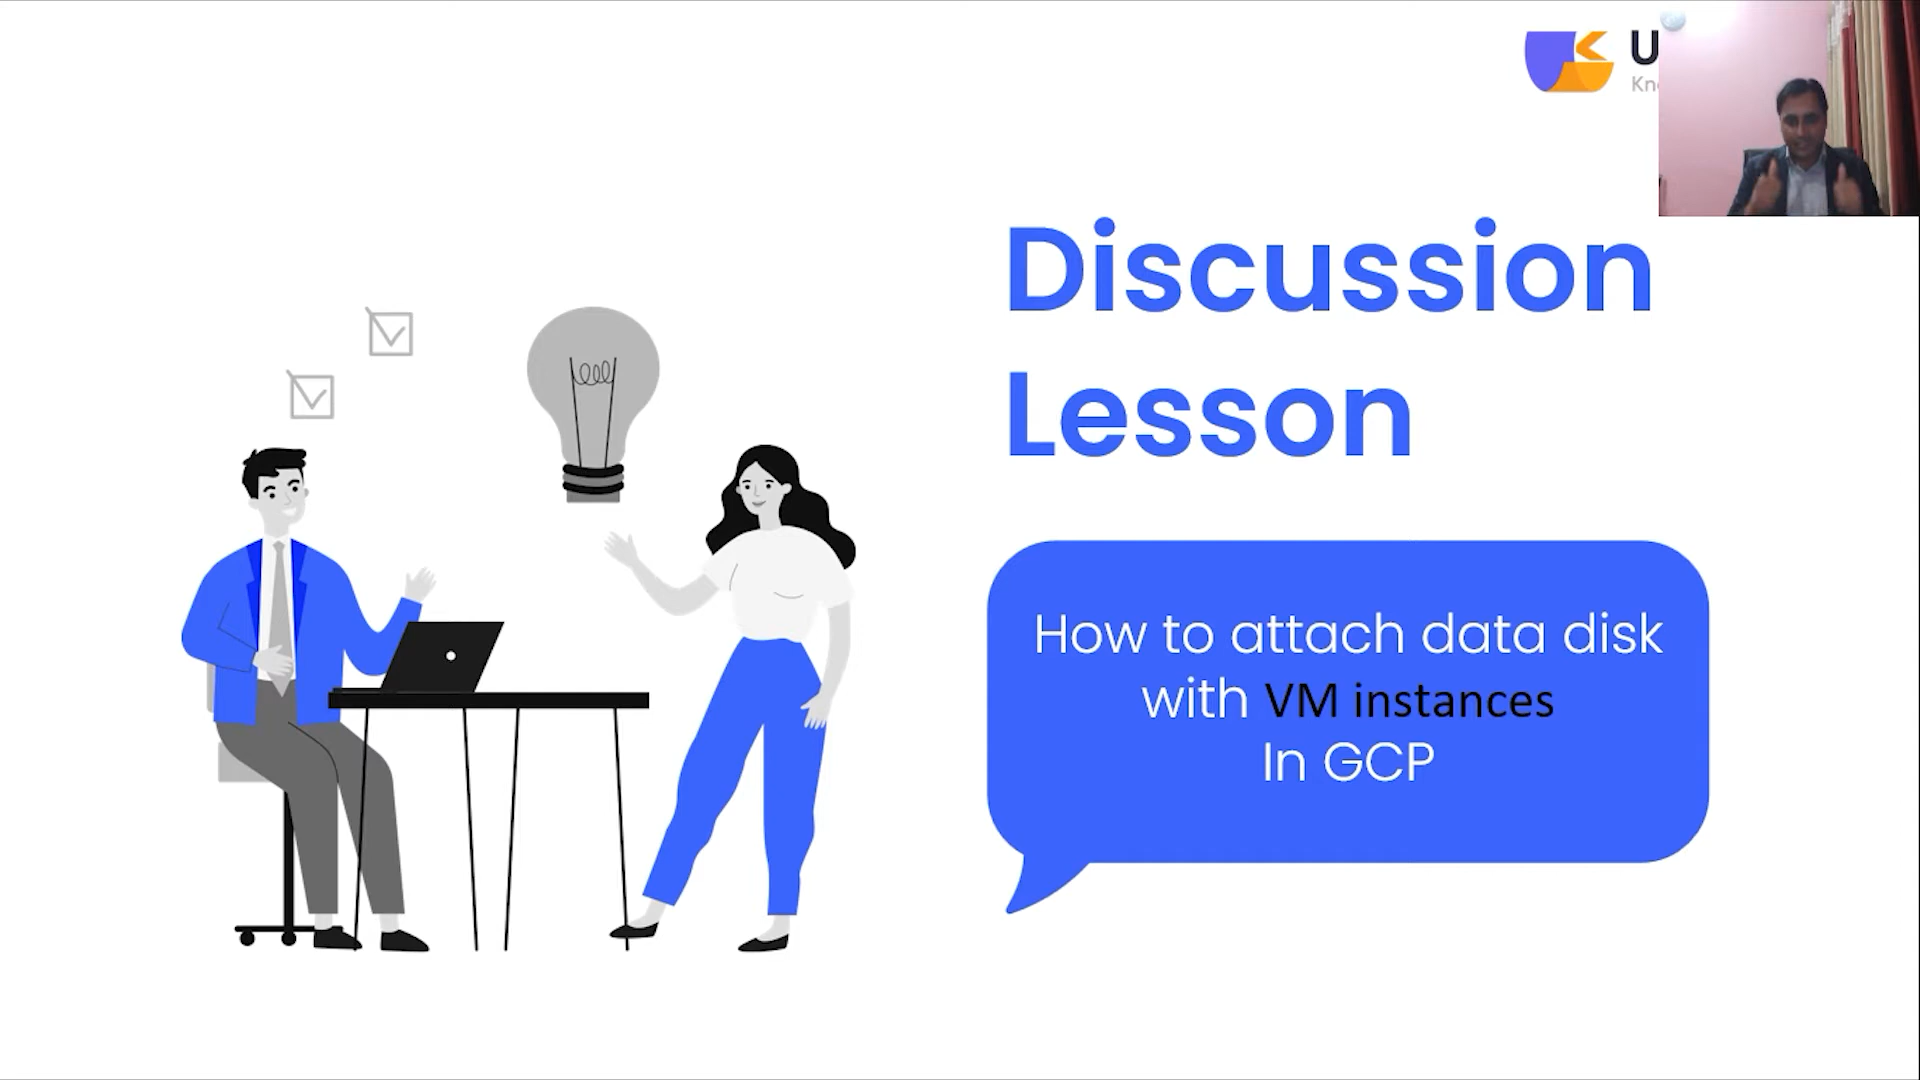 Discussion
Lesson
How to attach data disk
with VM instances
In GCP